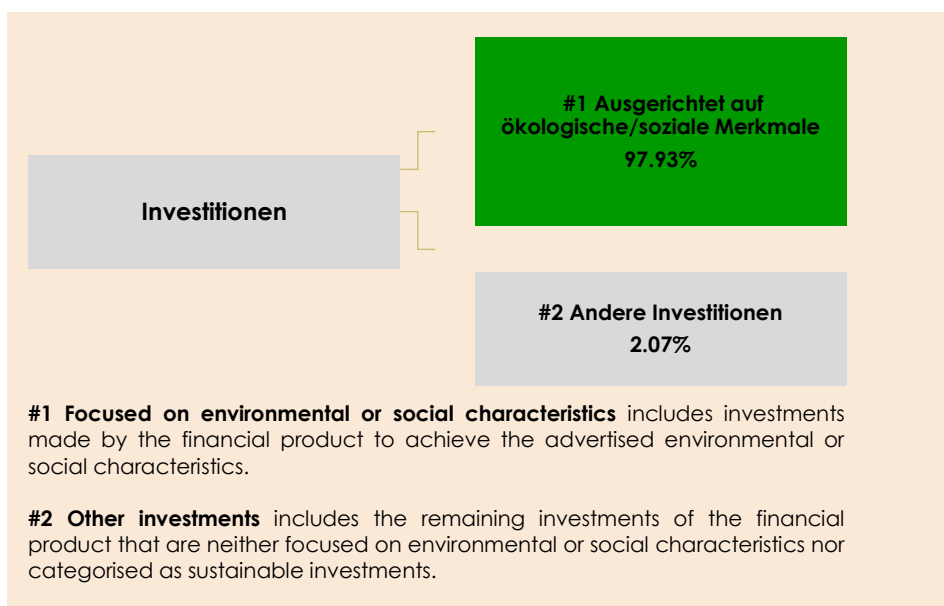 #1 Ausgerichtet auf
ökologische/soziale Merkmale
97.93%
Investitionen
#2 Andere Investitionen
2.07%
#1 Focused on environmental or social characteristics includes investments
made by the financial product to achieve the advertised environmental or
social characteristics.
#2 Other investments includes the remaining investments of the financial
product that are neither focused on environmental or social characteristics nor
categorised as sustainable investments.